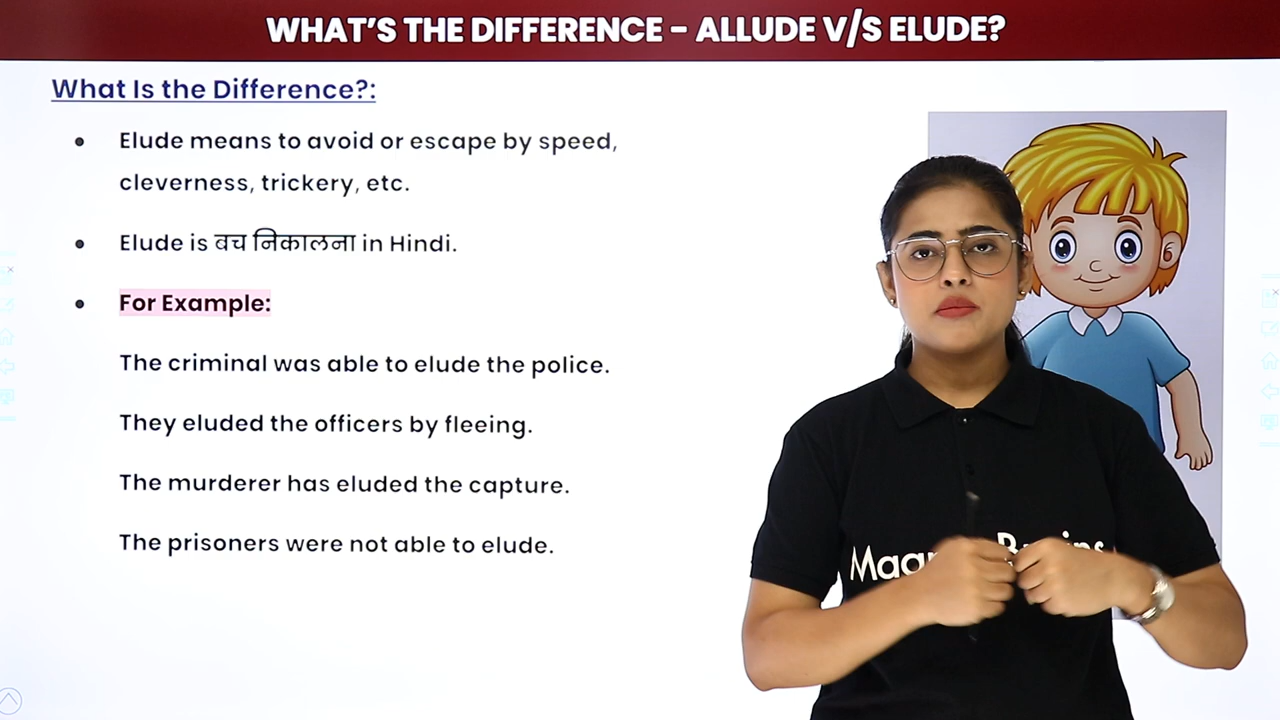 WHAT'S THE DIFFERENCE – ALLUDE V/S ELUDE?
What Is the Difference?:
Elude means to avoid or escape by speed,
cleverness, trickery, etc.
Elude is बच निकालना in Hindi.
For Example:
The criminal was able to elude the police.
They eluded the officers by fleeing.
The murderer has eluded the capture.
The prisoners were not able to elude.